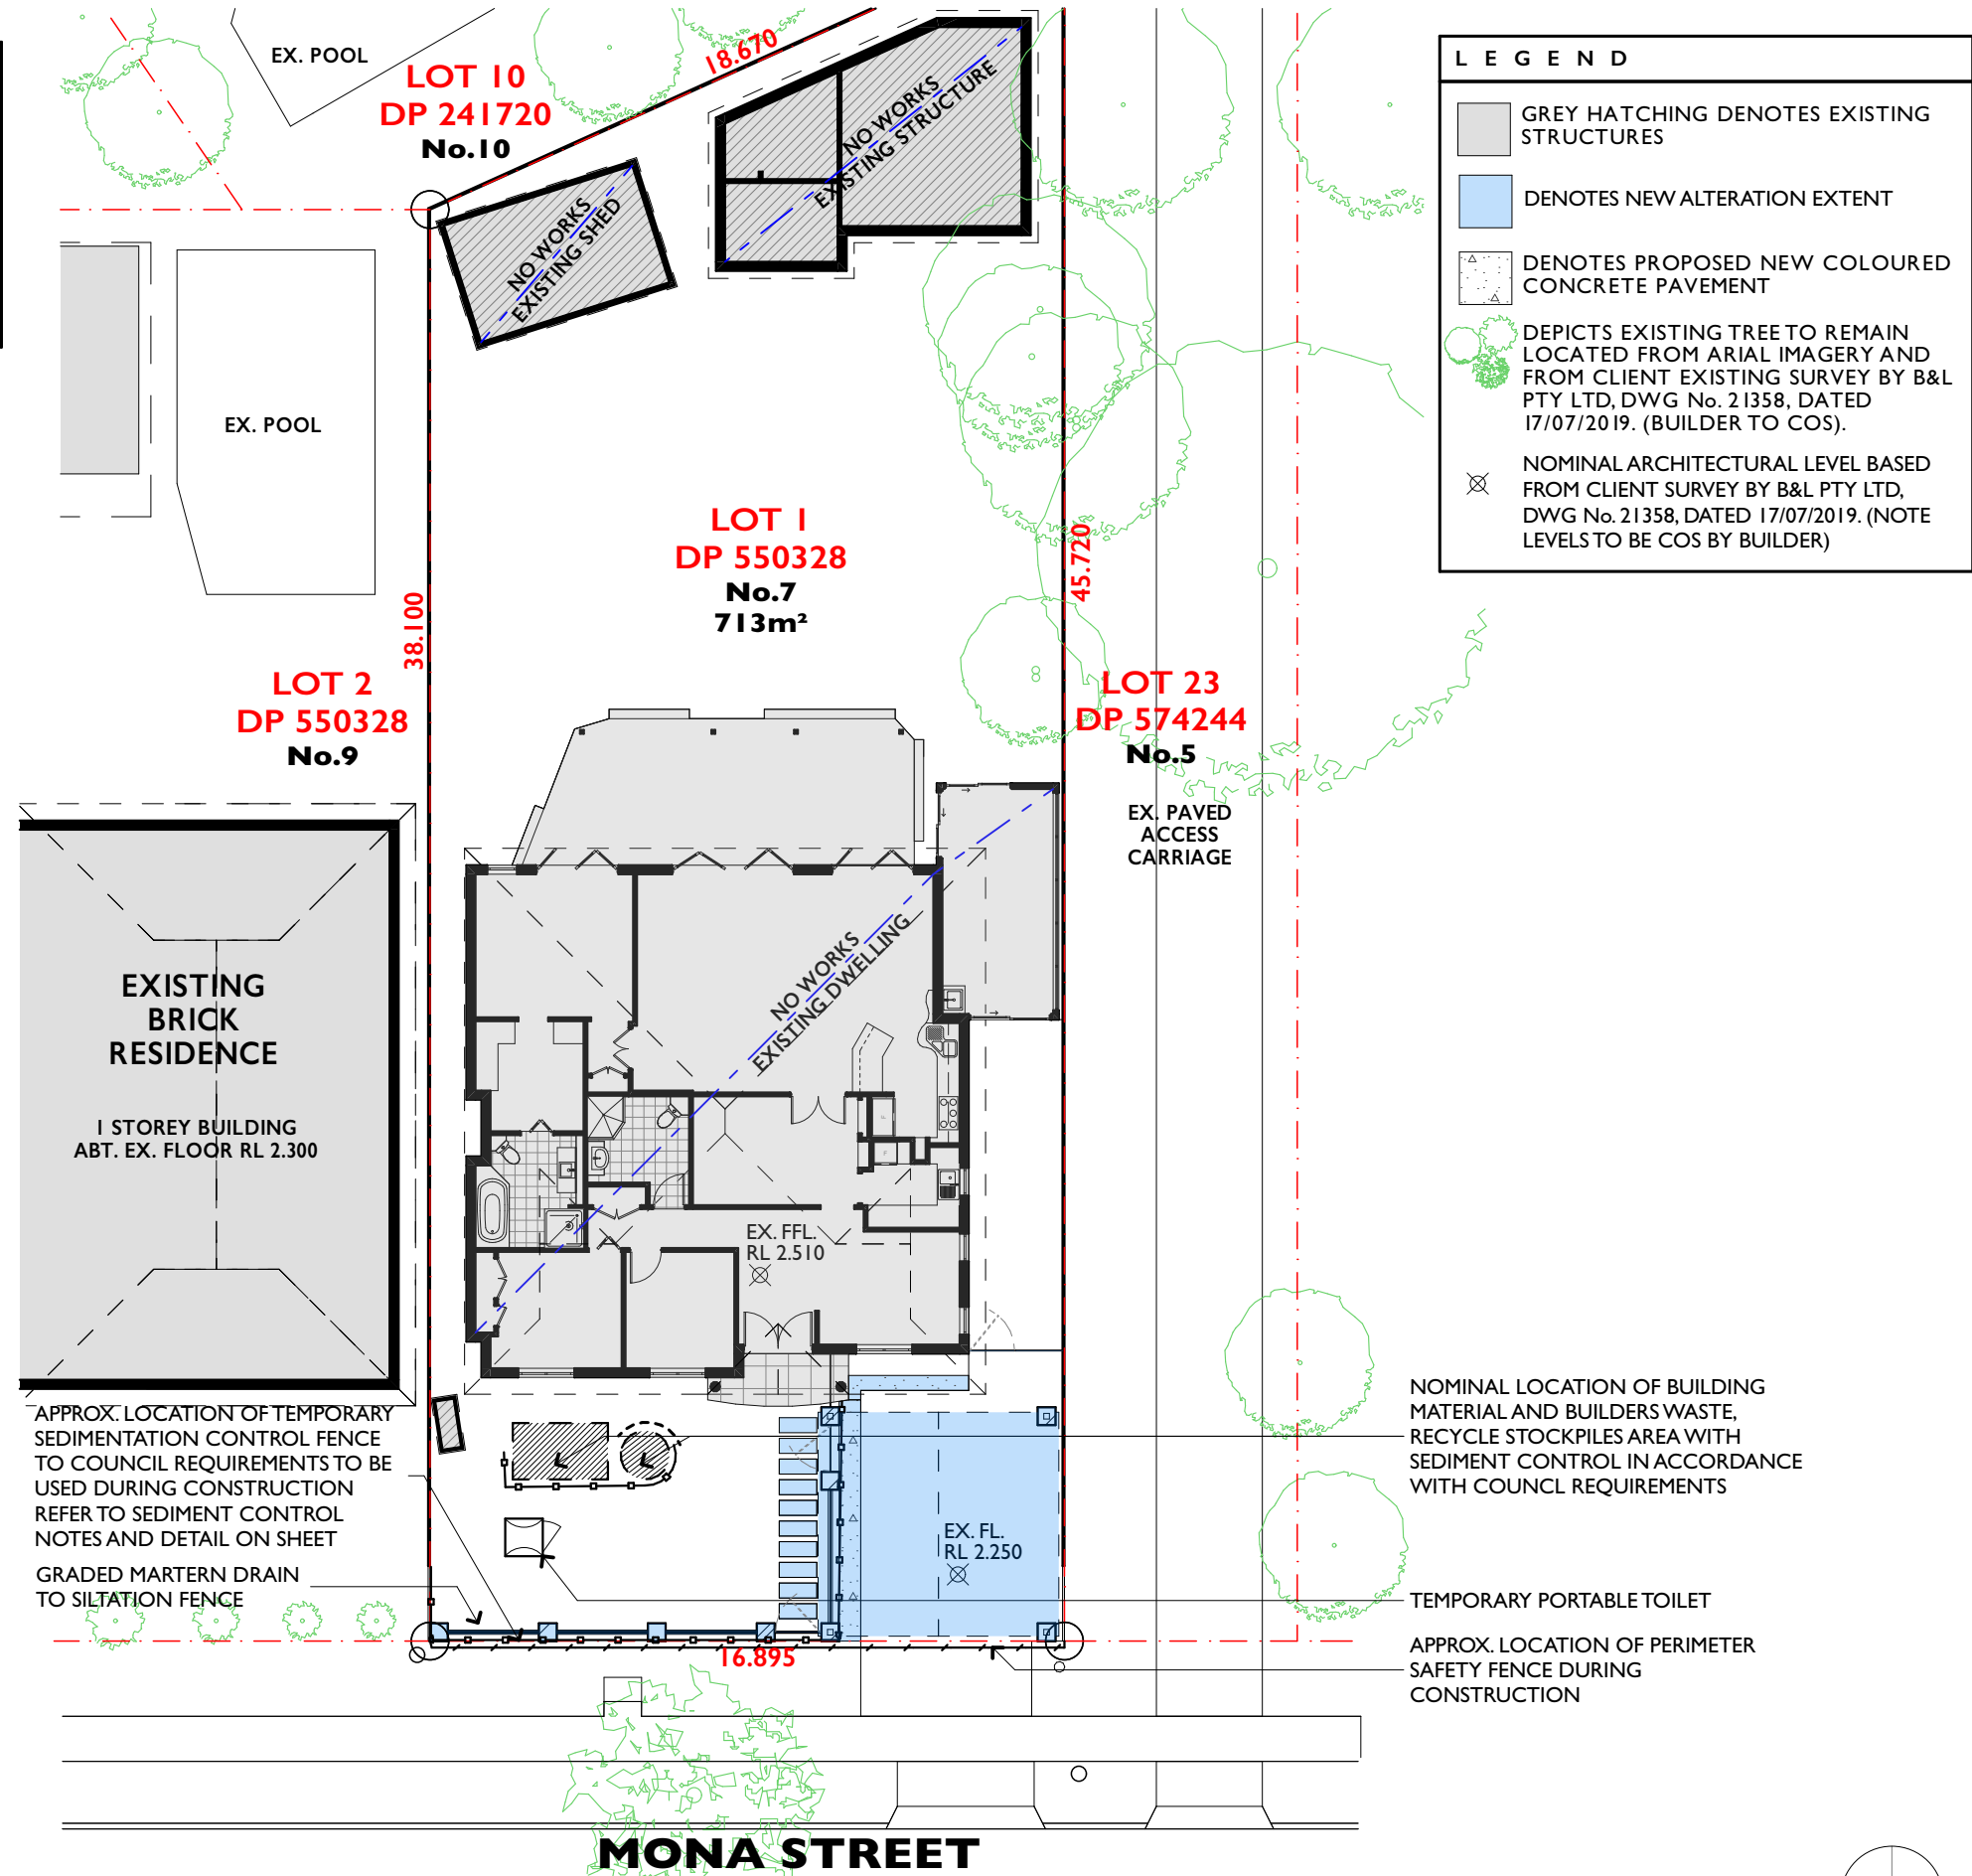 EX. POOL
LOT 10
DP 241720
No.10
18.670
NO WORKS
EXISTING STRUCTURE
NO WORKS
EXISTING SHED
EX. POOL
LOT 1
DP 550328
No.7
713m²
38.100
45.720
LOT 2
DP 550328
No.9
LOT 23
DP 574244
No.5
EX. PAVED
ACCESS
CARRIAGE
LEGEND
GREY HATCHING DENOTES EXISTING
STRUCTURES
DENOTES NEW ALTERATION EXTENT
DENOTES PROPOSED NEW COLOURED
CONCRETE PAVEMENT
DEPICTS EXISTING TREE TO REMAIN
LOCATED FROM ARIAL IMAGERY AND
FROM CLIENT EXISTING SURVEY BY B&L
PTY LTD, DWG No. 21358, DATED
17/07/2019. (BUILDER TO COS).
NOMINAL ARCHITECTURAL LEVEL BASED
FROM CLIENT SURVEY BY B&L PTY LTD,
DWG No. 21358, DATED 17/07/2019. (NOTE
LEVELS TO BE COS BY BUILDER)
EXISTING
BRICK
RESIDENCE
1 STOREY BUILDING
ABT. EX. FLOOR RL 2.300
NO WORKS
EXISTING DWELLING
EX. FFL.
RL 2.510
F
F
APPROX. LOCATION OF TEMPORARY
SEDIMENTATION CONTROL FENCE
TO COUNCIL REQUIREMENTS TO BE
USED DURING CONSTRUCTION
REFER TO SEDIMENT CONTROL
NOTES AND DETAIL ON SHEET
GRADED MARTERN DRAIN
TO SILTATION FENCE
EX. FL.
RL 2.250
NOMINAL LOCATION OF BUILDING
MATERIAL AND BUILDERS WASTE,
RECYCLE STOCKPILES AREA WITH
SEDIMENT CONTROL IN ACCORDANCE
WITH COUNCL REQUIREMENTS
TEMPORARY PORTABLE TOILET
APPROX. LOCATION OF PERIMETER
SAFETY FENCE DURING
CONSTRUCTION
16.895
MONA STREET